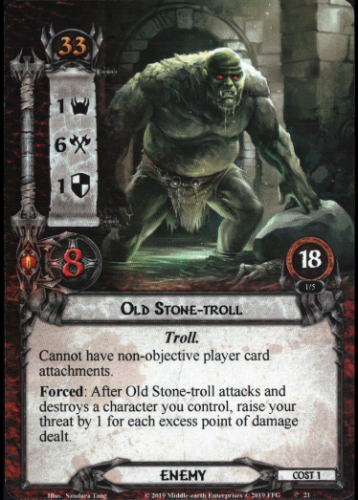 33
1
6
1
8
18
1/5
OLD STONE-TROLL
Troll.
Cannot have non-objective player card
attachments.
Forced: After Old Stone-troll attacks and
destroys a character you control, raise your
threat by 1 for each excess point of damage
dealt.
ENEMY
COST 1
Illus. Nandara Tang
© 2019 Middle-earth Enterprises © 2019 FFG
21